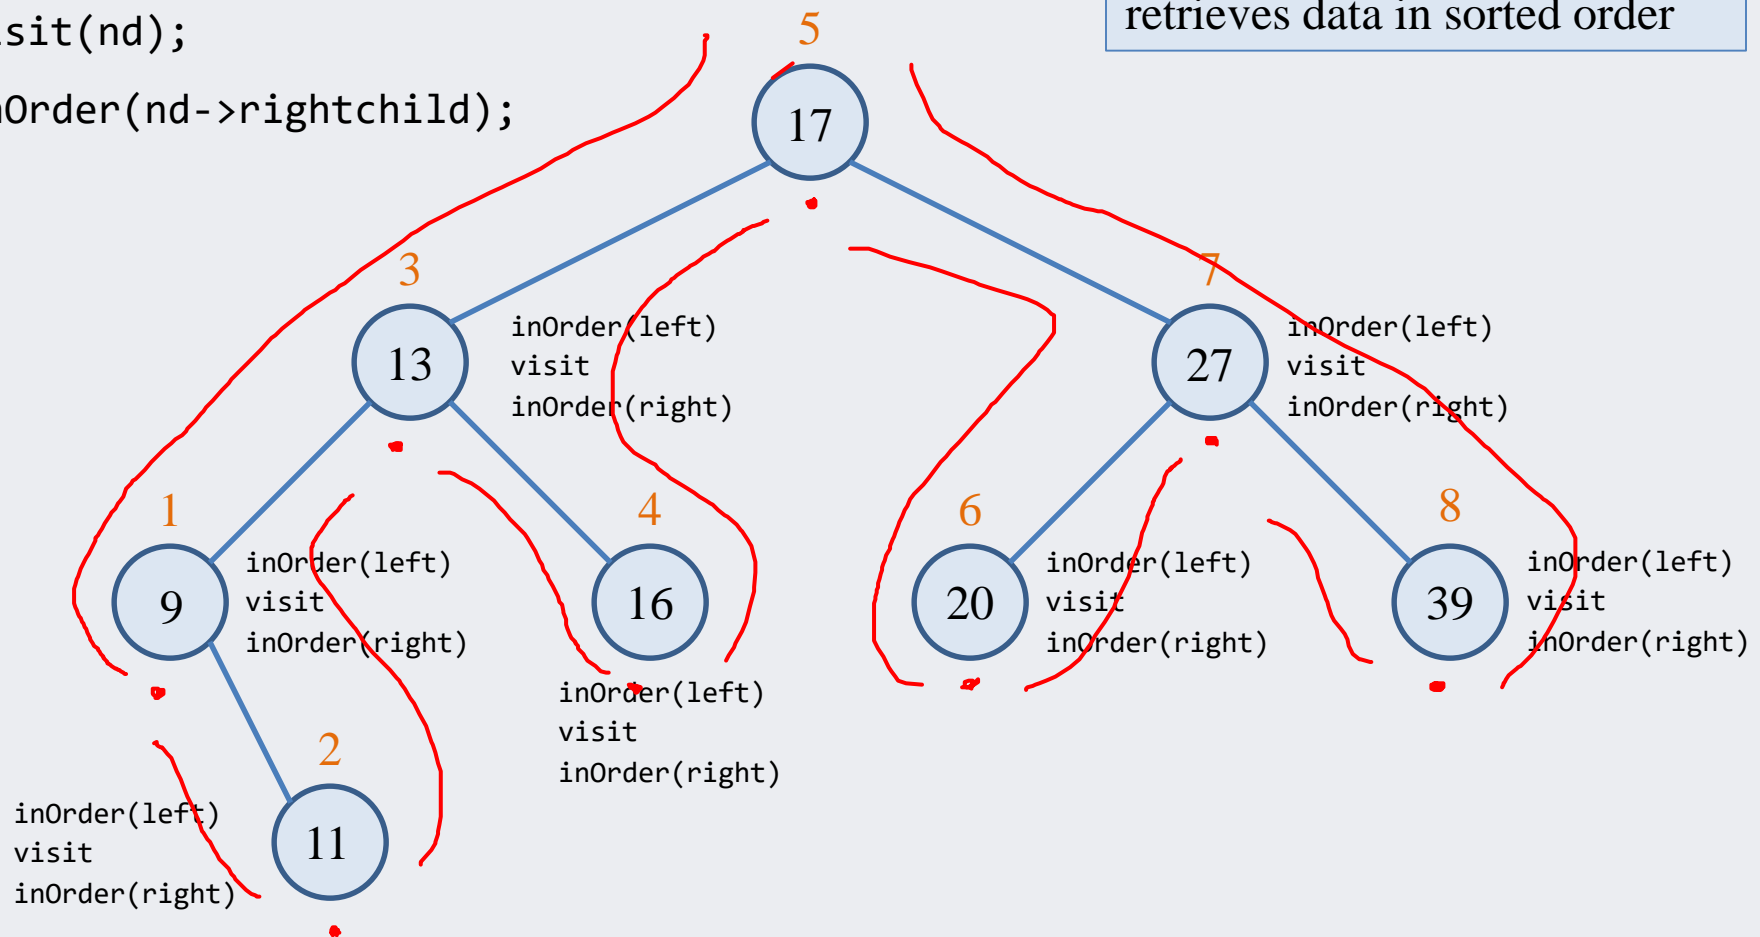 sit(nd);
retrieves data in sorted order
nOrder(nd->rightchild);
5
17
3
13
inOrder(left)
visit
inOrder(right)
7
27
inOrder(left)
visit
inOrder(right)
1
9
inOrder(left)
visit
inOrder(right)
4
16
inOrder(left)
visit
inOrder(right)
6
20
inOrder(left)
visit
inOrder(right)
8
39
inOrder(left)
visit
inOrder(right)
2
11
inOrder(left)
visit
inOrder(right)